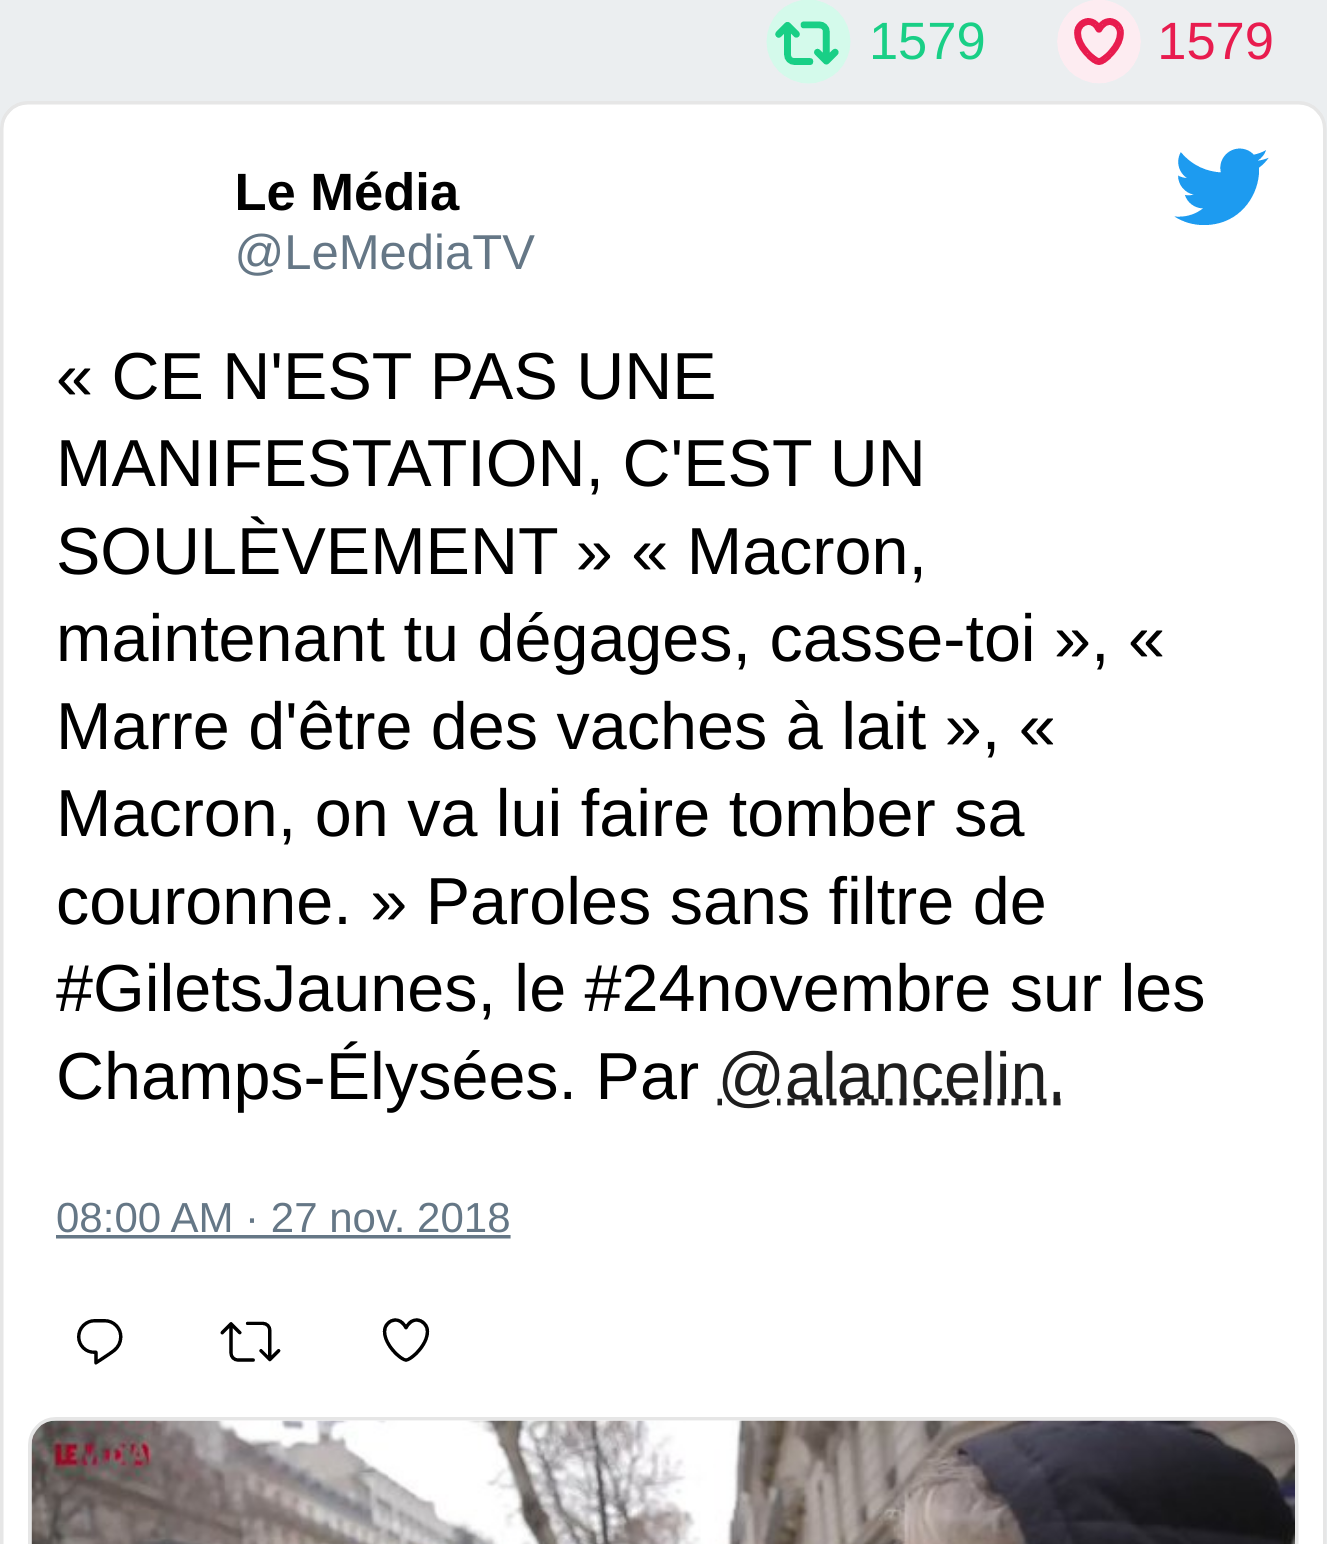 1579 1579
Le Média
@LeMediaTV
« CE N'EST PAS UNE
MANIFESTATION, C'EST UN
SOULÈVEMENT » « Macron,
maintenant tu dégages, casse-toi », «
Marre d'être des vaches à lait », «
Macron, on va lui faire tomber sa
couronne. » Paroles sans filtre de
#GiletsJaunes, le #24novembre sur les
Champs-Élysées. Par @alancelin.
08:00 AM · 27 nov. 2018
LE MÉDIA